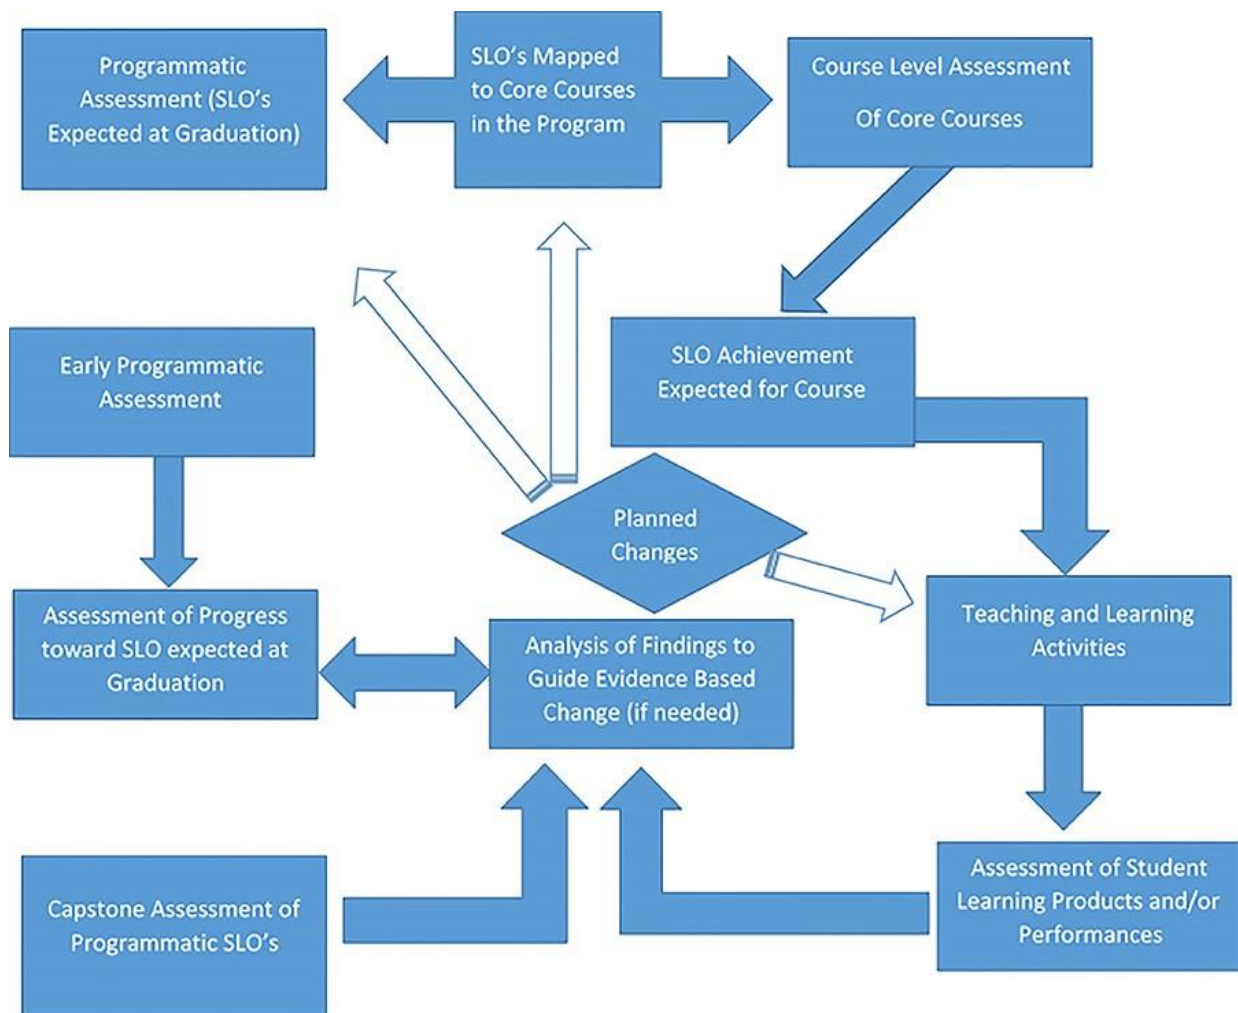 Programmatic
Assessment (SLO's
Expected at Graduation)
SLO's Mapped
to Core Courses
in the Program
Course Level Assessment
Of Core Courses
Early Programmatic
Assessment
SLO Achievement
Expected for Course
Planned
Changes
Assessment of Progress
toward SLO expected at
Graduation
Analysis of Findings to
Guide Evidence Based
Change (if needed)
Teaching and Learning
Activities
Capstone Assessment of
Programmatic SLO's
Assessment of Student
Learning Products and/or
Performances